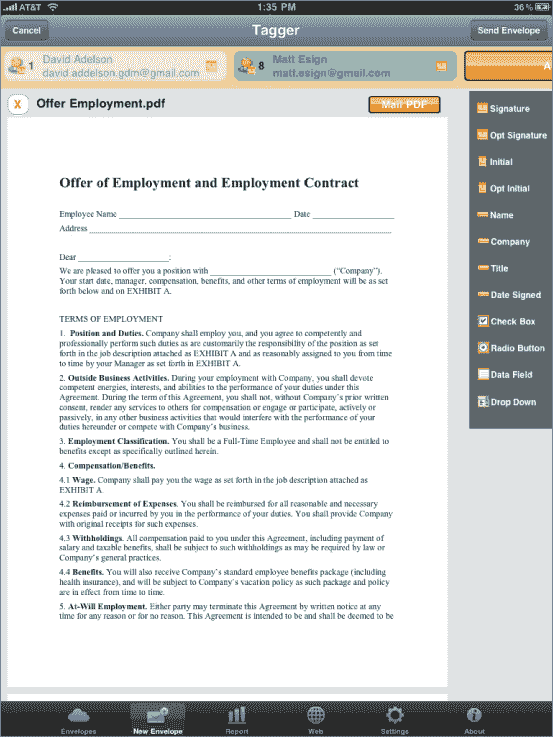 AT&T 1:35 PM 36%
Cancel Tagger Send Envelope
1 David Adelson
david.addelson.gdm@gmail.com
8 Matt Esign
matt.esign@gmail.com
A
X Offer Employment.pdf Mail PDF
Offer of Employment and Employment Contract
Employee Name Date
Address
Dear :
We are pleased to offer you a position with (“Company”).
Your start date, manager, compensation, benefits, and other terms of employment will be as set
forth below and on EXHIBIT A.
TERMS OF EMPLOYMENT
1. Position and Duties. Company shall employ you, and you agree to competently and
professionally perform such duties as are customarily the responsibility of the position as set
forth in the job description attached as EXHIBIT A and as reasonably assigned to you from time
to time by your Manager as set forth in EXHIBIT A.
2. Outside Business Activities. During your employment with Company, you shall devote
competent energies, interests, and abilities to the performance of your duties under this
Agreement. During the term of this Agreement, you shall not, without Company's prior written
consent, render any services to others for compensation or engage or participate, actively or
passively, in any other business activities that would interfere with the performance of your
duties hereunder or compete with Company's business.
3. Employment Classification. You shall be a Full-Time Employee and shall not be entitled to
benefits except as specifically outlined herein.
4. Compensation/Benefits.
4.1 Wage. Company shall pay you the wage as set forth in the job description attached as
EXHIBIT A.
4.2 Reimbursement of Expenses. You shall be reimbursed for all reasonable and necessary
expenses paid or incurred by you in the performance of your duties. You shall provide Company
with original receipts for such expenses.
4.3 Withholdings. All compensation paid to you under this Agreement, including payment of
salary and taxable benefits, shall be subject to such withholdings as may be required by law or
Company's general practices.
4.4 Benefits. You will also receive Company's standard employee benefits package (including
health insurance), and will be subject to Company's vacation policy as such package and policy
are in effect from time to time.
5. At-Will Employment. Either party may terminate this Agreement by written notice at any
time for any reason or for no reason. This Agreement is intended to be and shall be deemed to be
Signature
Opt Signature
Initial
Opt Initial
Name
Company
Title
Date Signed
Check Box
Radio Button
Data Field
Drop Down
Envelopes New Envelope Report Web Settings About